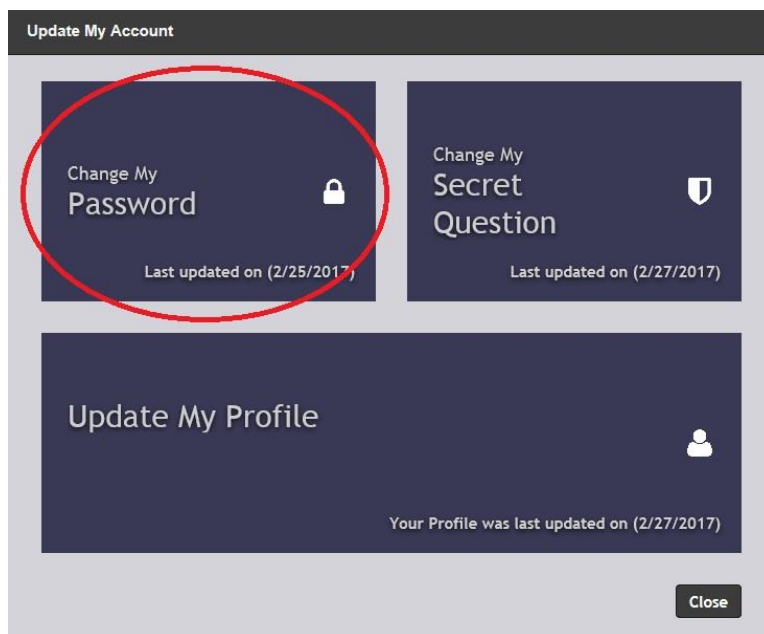 Update My Account
Change My
Password
Last updated on (2/25/2017)
Change My
Secret
Question
Last updated on (2/27/2017)
Update My Profile
Your Profile was last updated on (2/27/2017)
Close